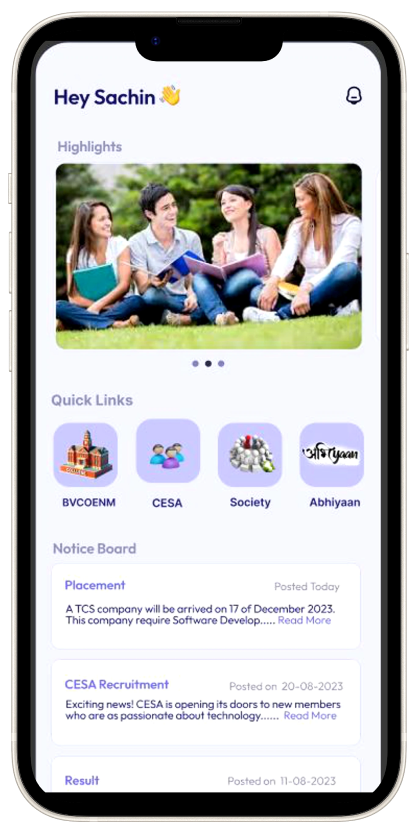 Hey Sachin 👋
Highlights
Quick Links
BVCOENM
CESA
Society
अभिyaan
Abhiyaan
Notice Board
Placement
Posted Today
A TCS company will be arrived on 17 of December 2023.
This company require Software Develop..... Read More
CESA Recruitment
Posted on 20-08-2023
Exciting news! CESA is opening its doors to new members
who are as passionate about technology...... Read More
Result
Posted on 11-08-2023